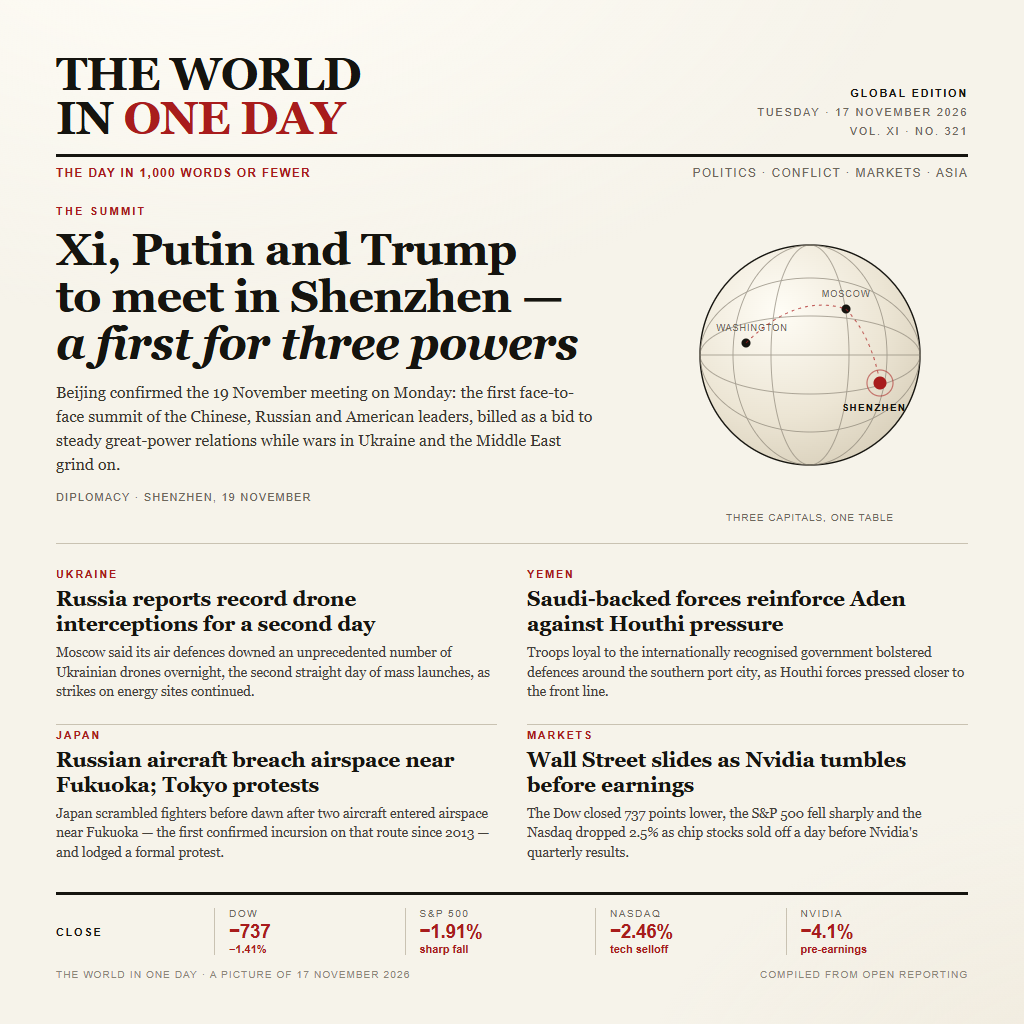 THE WORLD
IN ONE DAY
GLOBAL EDITION
TUESDAY · 17 NOVEMBER 2026
VOL. XI · NO. 321
THE DAY IN 1,000 WORDS OR FEWER
POLITICS · CONFLICT · MARKETS · ASIA
THE SUMMIT
Xi, Putin and Trump
to meet in Shenzhen —
a first for three powers
Beijing confirmed the 19 November meeting on Monday: the first face-to-
face summit of the Chinese, Russian and American leaders, billed as a bid to
steady great-power relations while wars in Ukraine and the Middle East
grind on.
DIPLOMACY · SHENZHEN, 19 NOVEMBER
MOSCOW
WASHINGTON
SHENZHEN
THREE CAPITALS, ONE TABLE
UKRAINE
Russia reports record drone
interceptions for a second day
Moscow said its air defences downed an unprecedented number of
Ukrainian drones overnight, the second straight day of mass launches, as
strikes on energy sites continued.
YEMEN
Saudi-backed forces reinforce Aden
against Houthi pressure
Troops loyal to the internationally recognised government bolstered
defences around the southern port city, as Houthi forces pressed closer to
the front line.
JAPAN
Russian aircraft breach airspace near
Fukuoka; Tokyo protests
Japan scrambled fighters before dawn after two aircraft entered airspace
near Fukuoka — the first confirmed incursion on that route since 2013 —
and lodged a formal protest.
MARKETS
Wall Street slides as Nvidia tumbles
before earnings
The Dow closed 737 points lower, the S&P 500 fell sharply and the
Nasdaq dropped 2.5% as chip stocks sold off a day before Nvidia's
quarterly results.
CLOSE
DOW
−737
−1.41%
S&P 500
−1.91%
sharp fall
NASDAQ
−2.46%
tech selloff
NVIDIA
−4.1%
pre-earnings
THE WORLD IN ONE DAY · A PICTURE OF 17 NOVEMBER 2026
COMPILED FROM OPEN REPORTING